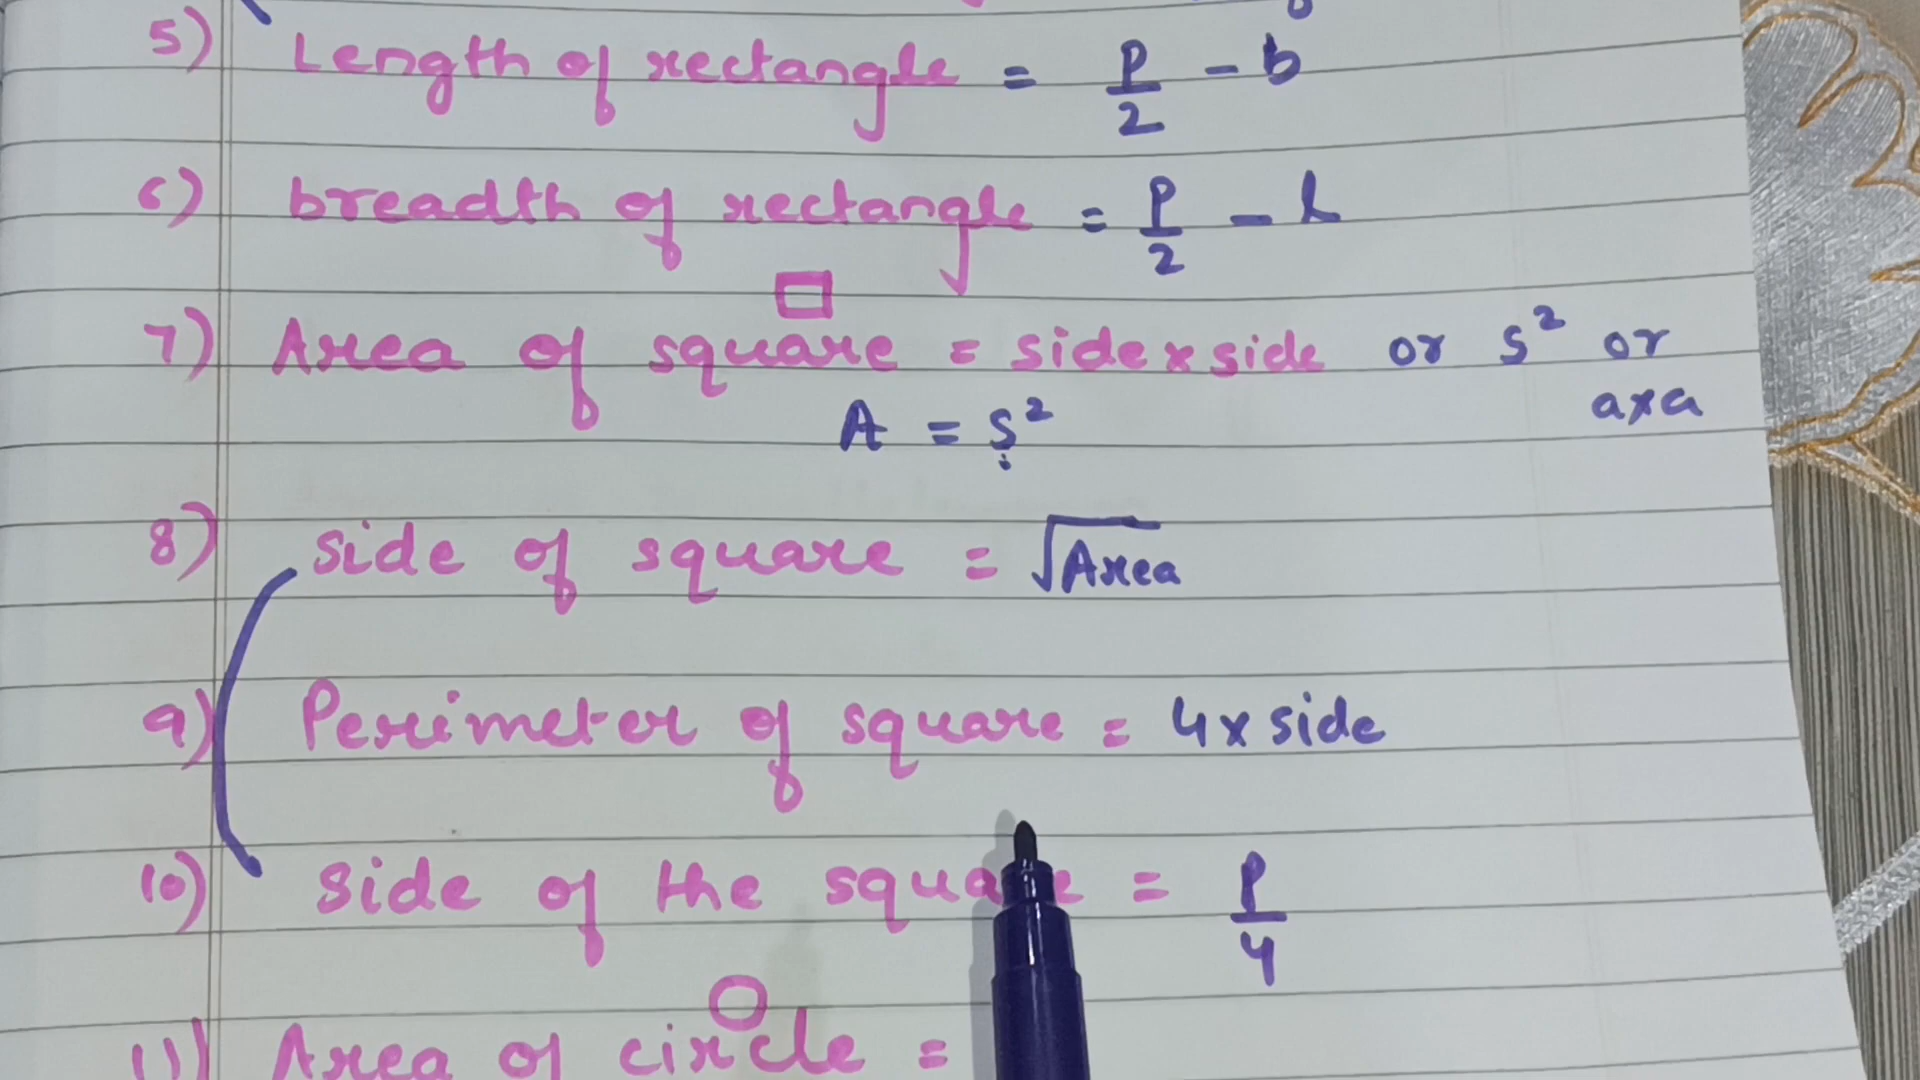 5) Length of rectangle = P/2 - b
6) breadth of rectangle = P/2 - L
7) Area of square = side x side or s² or
axa
A = s²
8) side of square = √Area
9) Perimeter of square = 4 x side
10) side of the square = P/4
11) Area of circle =